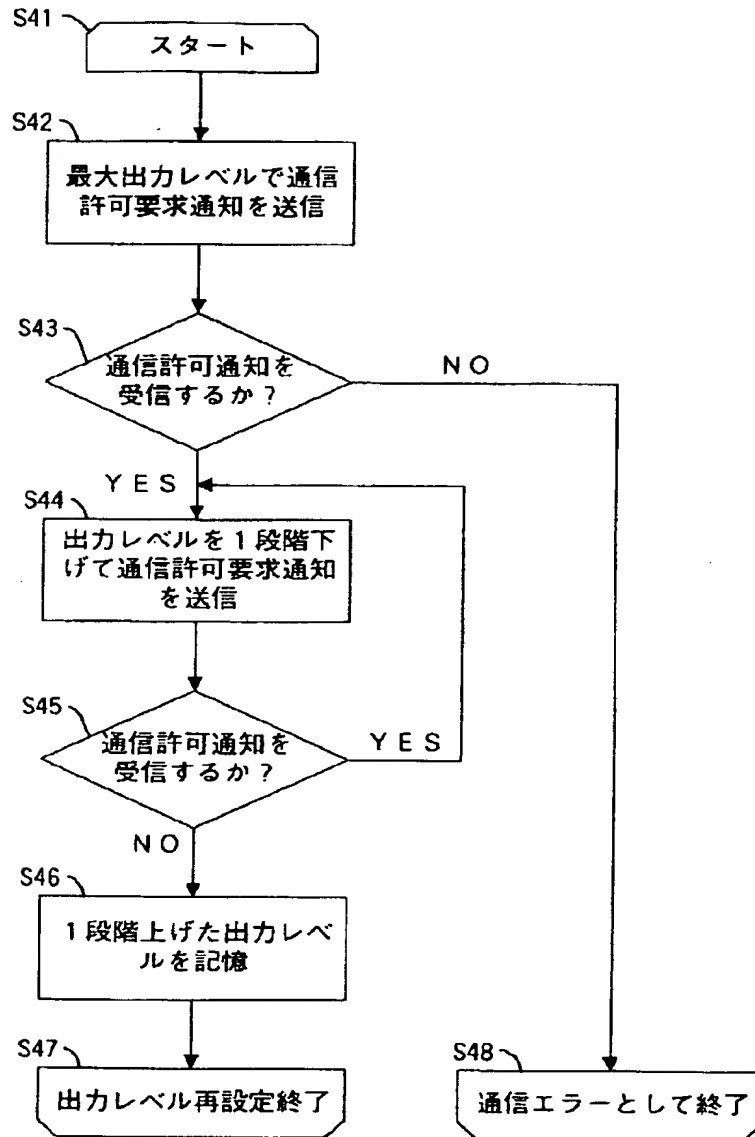 S41
スタート
S42
最大出力レベルで通信
許可要求通知を送信
S43
通信許可通知を
受信するか？
NO
YES
S44
出力レベルを１段階下
げて通信許可要求通知
を送信
S45
通信許可通知を
受信するか？
YES
NO
S46
１段階上げた出力レベ
ルを記憶
S47
出力レベル再設定終了
S48
通信エラーとして終了